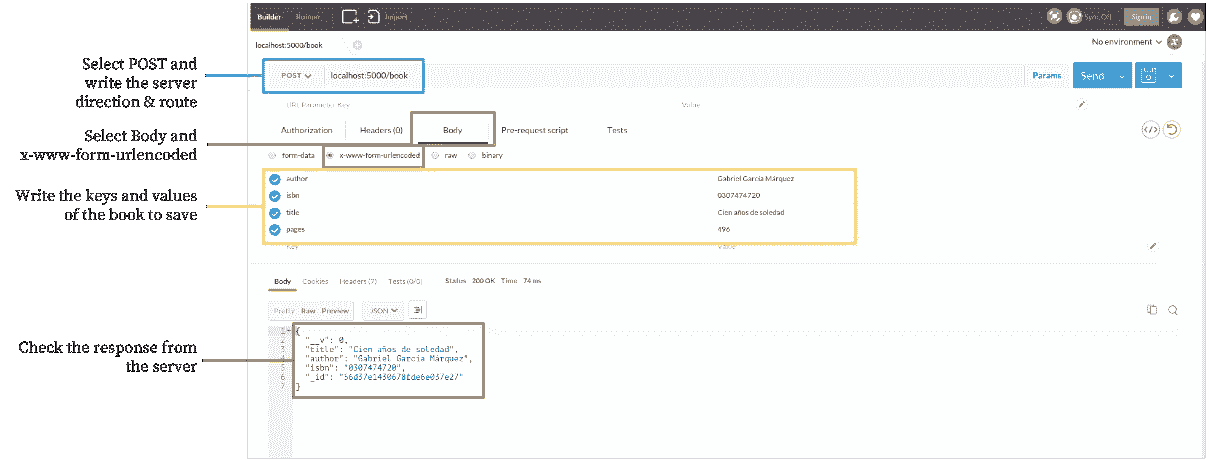 Builder
Runner
Import
Sync Off
Sign in
localhost:5000/book
No environment
Select POST and
write the server
direction & route
POST
localhost:5000/book
Params
Send
URL Parameter Key
Value
Select Body and
x-www-form-urlencoded
Authorization
Headers (0)
Body
Pre-request script
Tests
form-data
x-www-form-urlencoded
raw
binary
Write the keys and values
of the book to save
author
Gabriel García Márquez
isbn
0307474720
title
Cien años de soledad
pages
496
Key
Value
Body
Cookies
Headers (7)
Tests (0/0)
Status 200 OK Time 74 ms
Pretty
Raw
Preview
JSON
Check the response from
the server
1 {
2 "__v": 0,
3 "title": "Cien años de soledad",
4 "author": "Gabriel García Márquez",
5 "isbn": "0307474720",
6 "_id": "56d37e1430678fde6e037e27"
7 }